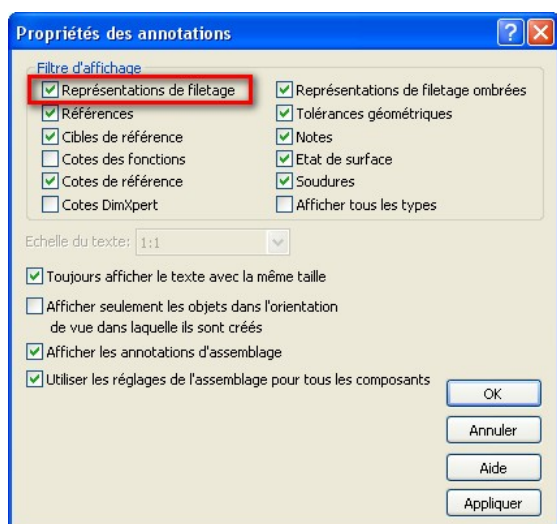 Propriétés des annotations
Filtre d'affichage
Représentations de filetage
Représentations de filetage ombrées
Références
Tolérances géométriques
Cibles de référence
Notes
Cotes des fonctions
Etat de surface
Cotes de référence
Soudures
Cotes DimXpert
Afficher tous les types
Echelle du texte: 1:1
Toujours afficher le texte avec la même taille
Afficher seulement les objets dans l'orientation
de vue dans laquelle ils sont créés
Afficher les annotations d'assemblage
Utiliser les réglages de l'assemblage pour tous les composants
OK
Annuler
Aide
Appliquer